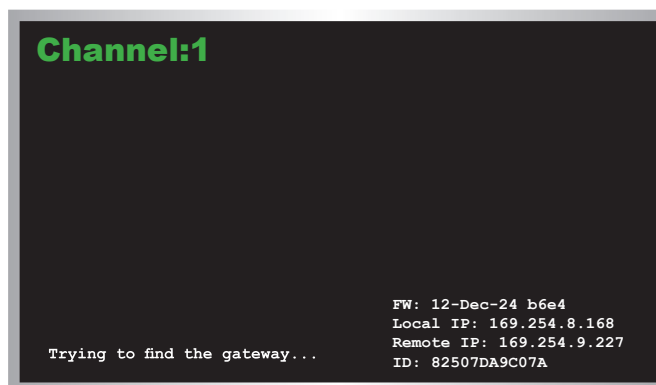 Channel:1
FW: 12-Dec-24 b6e4
Local IP: 169.254.8.168
Remote IP: 169.254.9.227
Trying to find the gateway...
ID: 82507DA9C07A